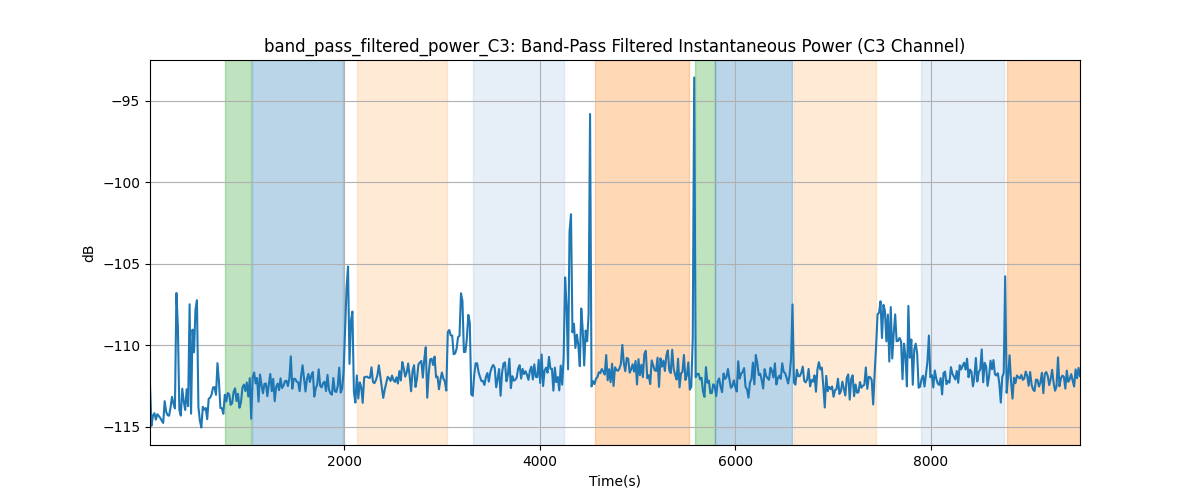 band_pass_filtered_power_C3: Band-Pass Filtered Instantaneous Power (C3 Channel)
−95
−100
−105
−110
−115
dB
2000 4000 6000 8000
Time(s)